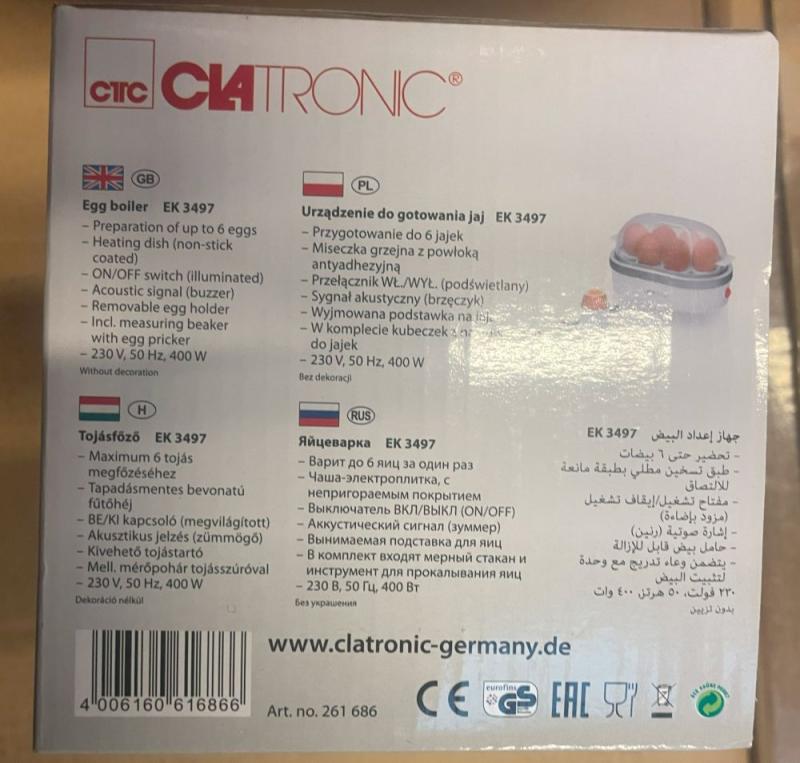 CTC CLATRONIC®
GB
Egg boiler EK 3497
– Preparation of up to 6 eggs
– Heating dish (non-stick
coated)
– ON/OFF switch (illuminated)
– Acoustic signal (buzzer)
– Removable egg holder
– Incl. measuring beaker
with egg pricker
– 230 V, 50 Hz, 400 W
Without decoration
PL
Urządzenie do gotowania jaj EK 3497
– Przygotowanie do 6 jajek
– Miseczka grzejna z powłoką
antyadhezyjną
– Przełącznik WŁ./WYŁ. (podświetlany)
– Sygnał akustyczny (brzęczyk)
– Wyjmowana podstawka na
– W komplecie kubeczek
do jajek
– 230 V, 50 Hz, 400 W
Bez dekoracji
H
Tojásfőző EK 3497
– Maximum 6 tojás
megfőzéséhez
– Tapadásmentes bevonatú
fűtőhéj
– BE/KI kapcsoló (megvilágított)
– Akusztikus jelzés (zümmögő)
– Kivehető tojástartó
– Mell. mérőpohár tojásszúróval
– 230 V, 50 Hz, 400 W
Dekoráció nélkül
RUS
Яйцеварка EK 3497
– Варит до 6 яиц за один раз
– Чаша-электроплитка, с
непригораемым покрытием
– Выключатель ВКЛ/ВЫКЛ (ON/OFF)
– Аккустический сигнал (зуммер)
– Вынимаемая подставка для яиц
– В комплект входят мерный стакан и
инструмент для прокалывания яиц
– 230 В, 50 Гц, 400 Вт
Без украшения
جهاز إعداد البيض EK 3497
- تحضير حتى ٦ بيضات
- طبق تسخين مطلي بطبقة مانعة
للالتصاق
- مفتاح تشغيل/إيقاف تشغيل
(مزود بإضاءة)
- إشارة صوتية (رنين)
- حامل بيض قابل للإزالة
- يتضمن وعاء تدريج مع وحدة
لتثبيت البيض
٢٣٠ فولت، ٥٠ هرتز، ٤٠٠ وات
بدون تزيين
www.clatronic-germany.de
4 006160 616866
Art. no. 261 686
CE eurofins GS EAC
DER GRÜNE PUNKT